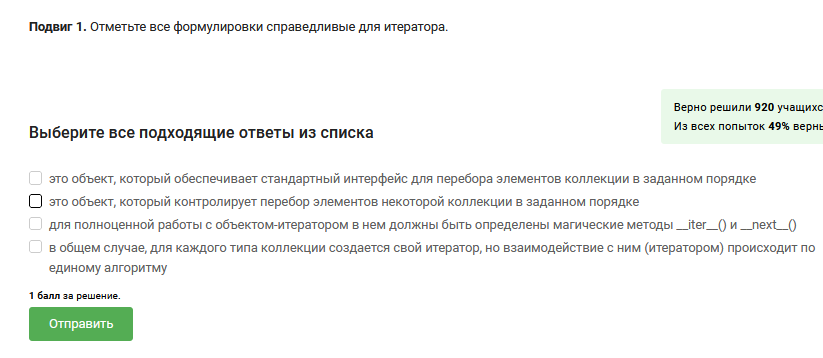 Подвиг 1. Отметьте все формулировки справедливые для итератора.
Верно решили 920 учащихс
Из всех попыток 49% верны
Выберите все подходящие ответы из списка
это объект, который обеспечивает стандартный интерфейс для перебора элементов коллекции в заданном порядке
это объект, который контролирует перебор элементов некоторой коллекции в заданном порядке
для полноценной работы с объектом-итератором в нем должны быть определены магические методы __iter__() и __next__()
в общем случае, для каждого типа коллекции создается свой итератор, но взаимодействие с ним (итератором) происходит по
единому алгоритму
1 балл за решение.
Отправить